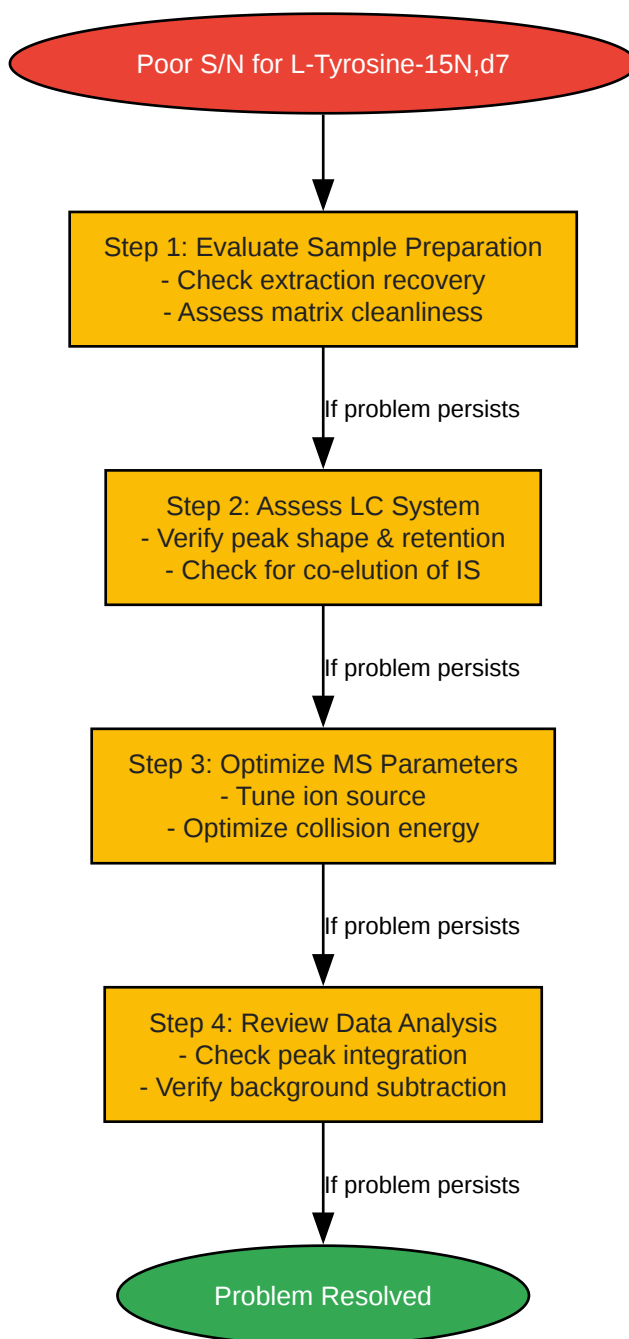 Poor S/N for L-Tyrosine-15N,d7
Step 1: Evaluate Sample Preparation
- Check extraction recovery
- Assess matrix cleanliness
If problem persists
Step 2: Assess LC System
- Verify peak shape & retention
- Check for co-elution of IS
If problem persists
Step 3: Optimize MS Parameters
- Tune ion source
- Optimize collision energy
If problem persists
Step 4: Review Data Analysis
- Check peak integration
- Verify background subtraction
If problem persists
Problem Resolved